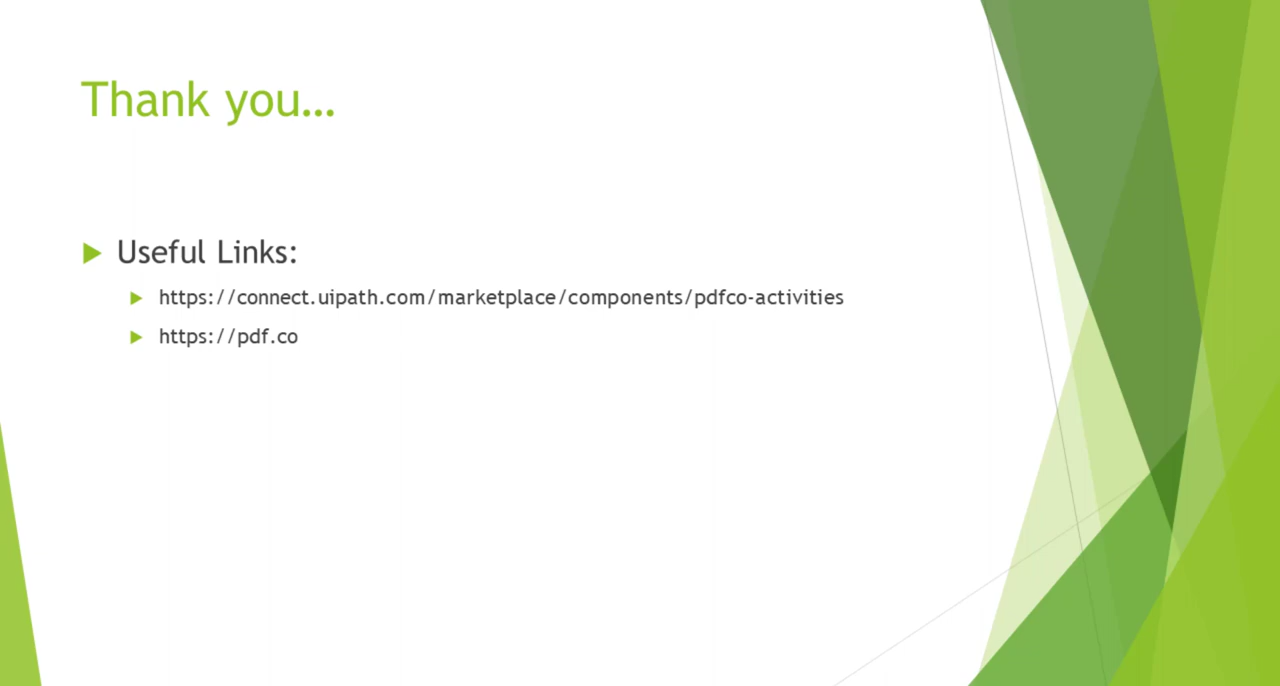 Thank you…
Useful Links:
https://connect.uipath.com/marketplace/components/pdfco-activities
https://pdf.co